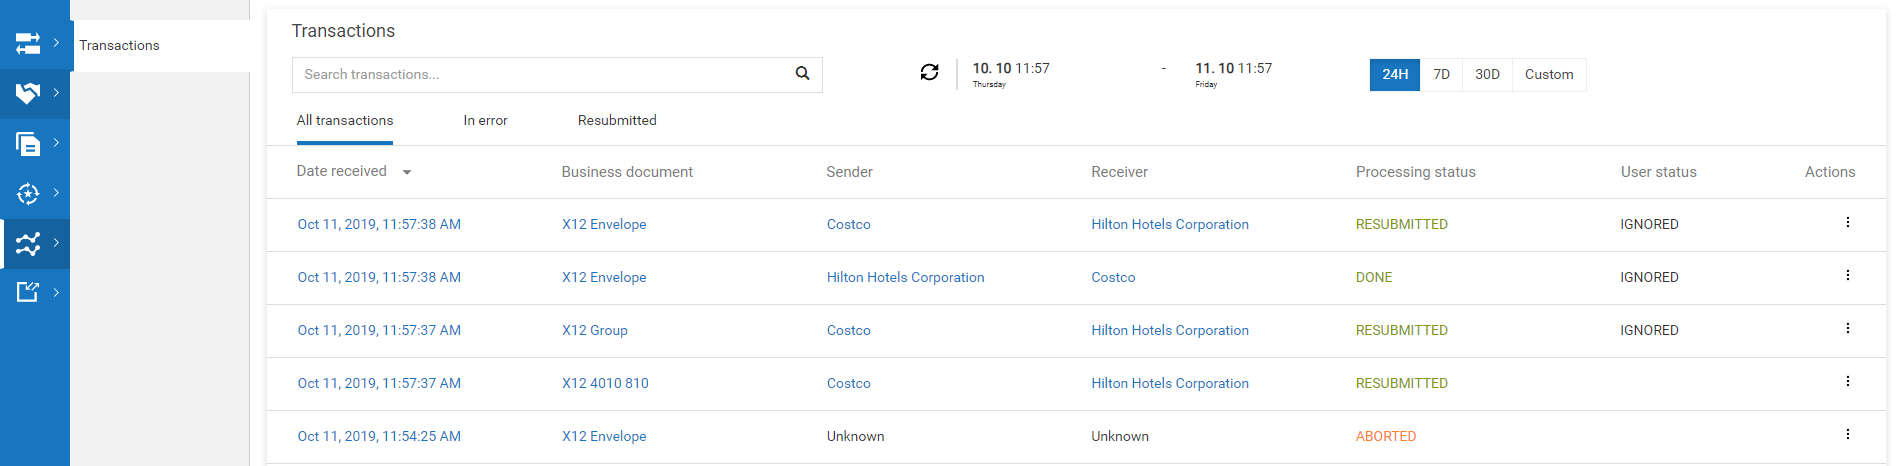 Transactions
Transactions
Search transactions...
10. 10 11:57 - 11. 10 11:57
Thursday Friday
24H 7D 30D Custom
All transactions In error Resubmitted
Date received Business document Sender Receiver Processing status User status Actions
Oct 11, 2019, 11:57:38 AM X12 Envelope Costco Hilton Hotels Corporation RESUBMITTED IGNORED
Oct 11, 2019, 11:57:38 AM X12 Envelope Hilton Hotels Corporation Costco DONE IGNORED
Oct 11, 2019, 11:57:37 AM X12 Group Costco Hilton Hotels Corporation RESUBMITTED IGNORED
Oct 11, 2019, 11:57:37 AM X12 4010 810 Costco Hilton Hotels Corporation RESUBMITTED
Oct 11, 2019, 11:54:25 AM X12 Envelope Unknown Unknown ABORTED